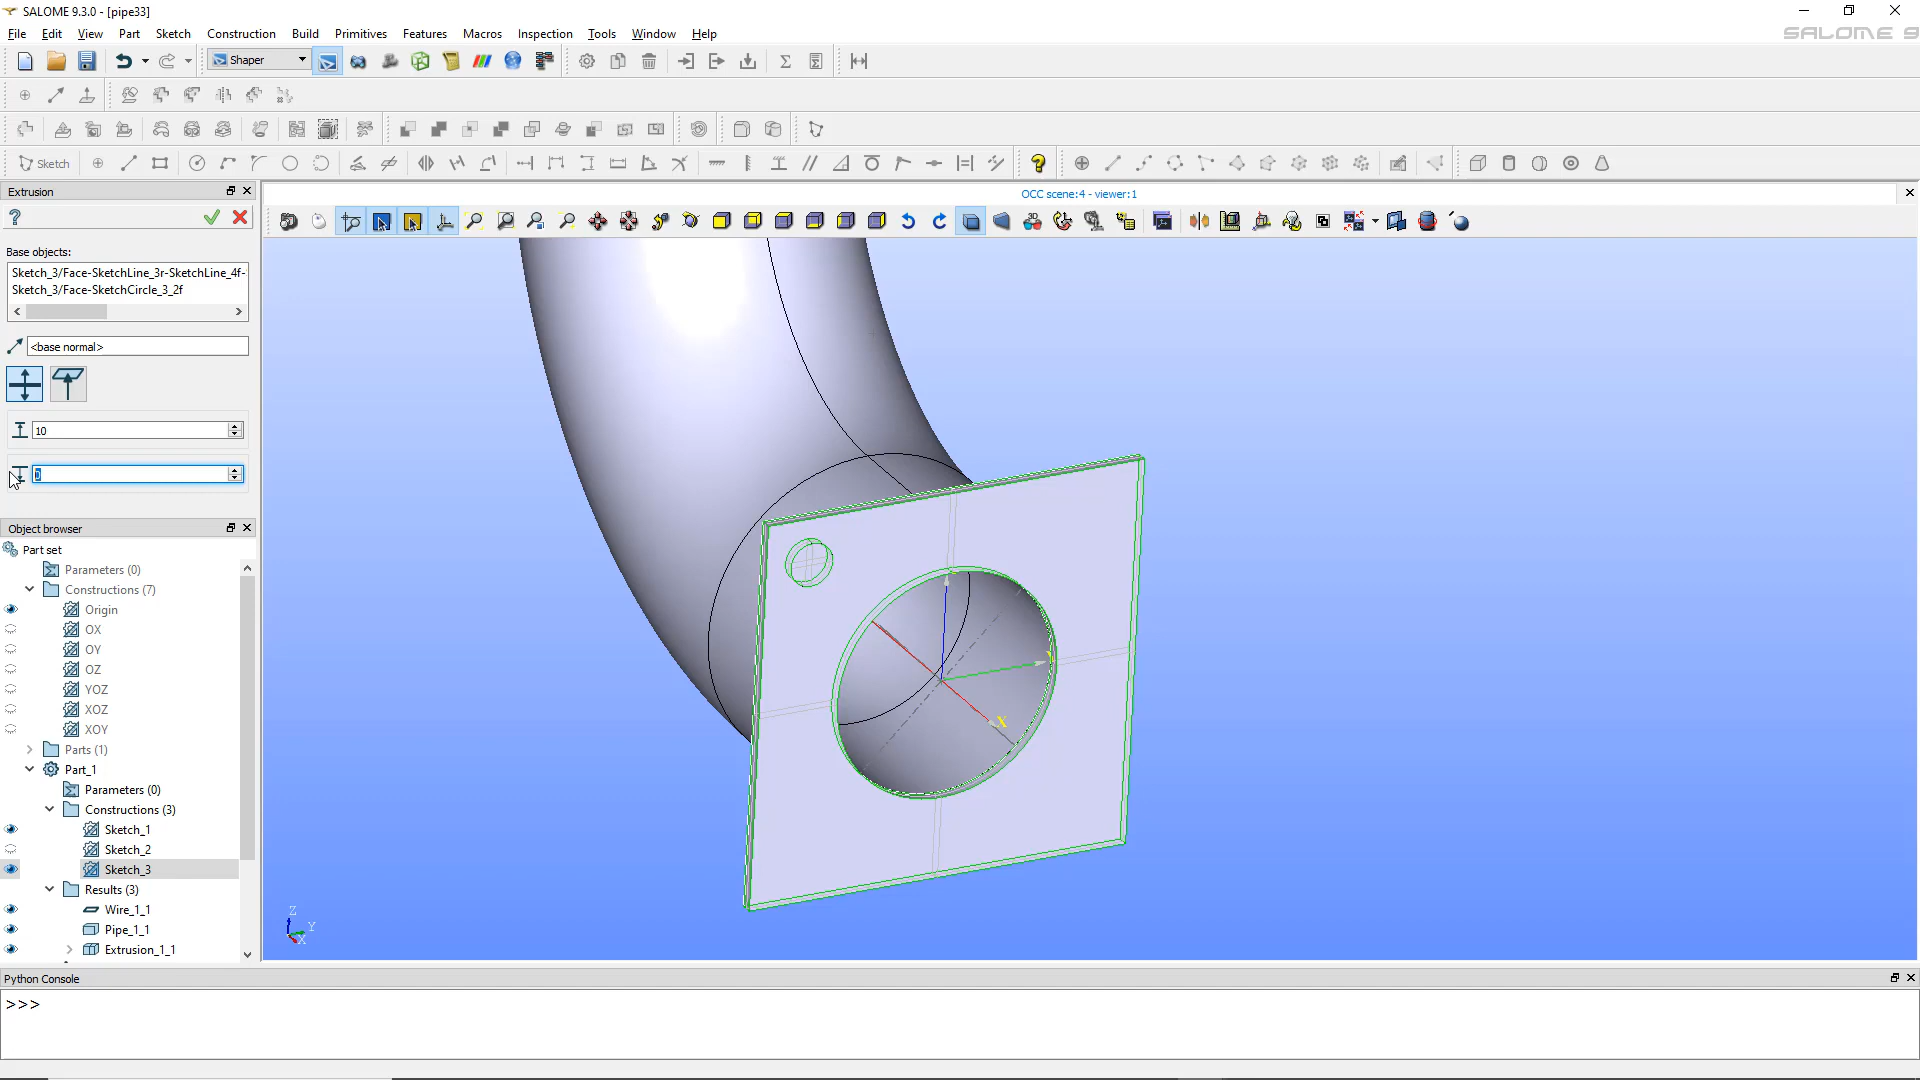 SALOME 9.3.0 - [pipe33]
File Edit View Part Sketch Construction Build Primitives Features Macros Inspection Tools Window Help
SALOME 9
Shaper
Sketch
Extrusion
OCC scene:4 - viewer:1
Base objects:
Sketch_3/Face-SketchLine_3r-SketchLine_4f-
Sketch_3/Face-SketchCircle_3_2f
<base normal>
10
Object browser
Part set
Parameters (0)
Constructions (7)
Origin
OX
OY
OZ
YOZ
XOZ
XOY
Parts (1)
Part_1
Parameters (0)
Constructions (3)
Sketch_1
Sketch_2
Sketch_3
Results (3)
Wire_1_1
Pipe_1_1
Extrusion_1_1
Y
X
Z
Y
X
Python Console
>>>